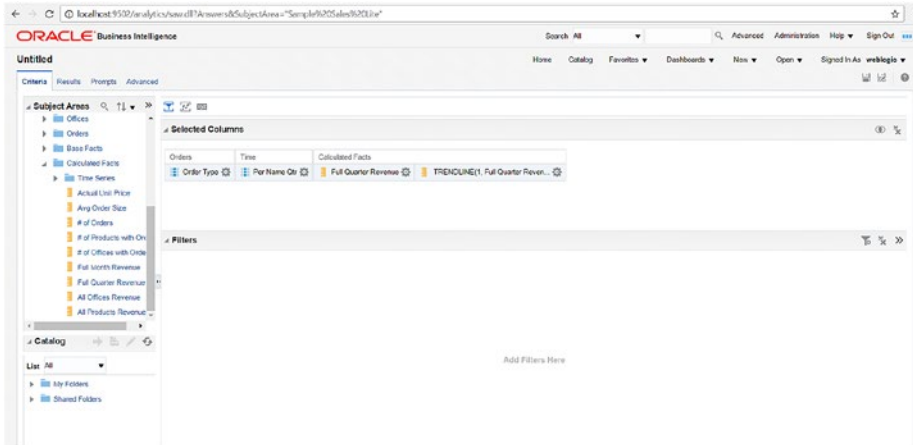 localhost:9502/analytics/saw.dll?Answers&SubjectArea="Sample%20Sales%20Lite"
ORACLE Business Intelligence
Search All
Advanced Administration Help Sign Out
Untitled
Home Catalog Favorites Dashboards New Open Signed In As weblogic
Criteria Results Prompts Advanced
Subject Areas
Offices
Orders
Base Facts
Calculated Facts
Time Series
Actual Unit Price
Avg Order Size
# of Orders
# of Products with Or
# of Offices with Orde
Full Month Revenue
Full Quarter Revenue
All Offices Revenue
All Products Revenue
Selected Columns
Orders Time Calculated Facts
Order Type Per Name Qtr Full Quarter Revenue TRENDLINE(1, Full Quarter Reven...
Filters
Add Filters Here
Catalog
List All
My Folders
Shared Folders